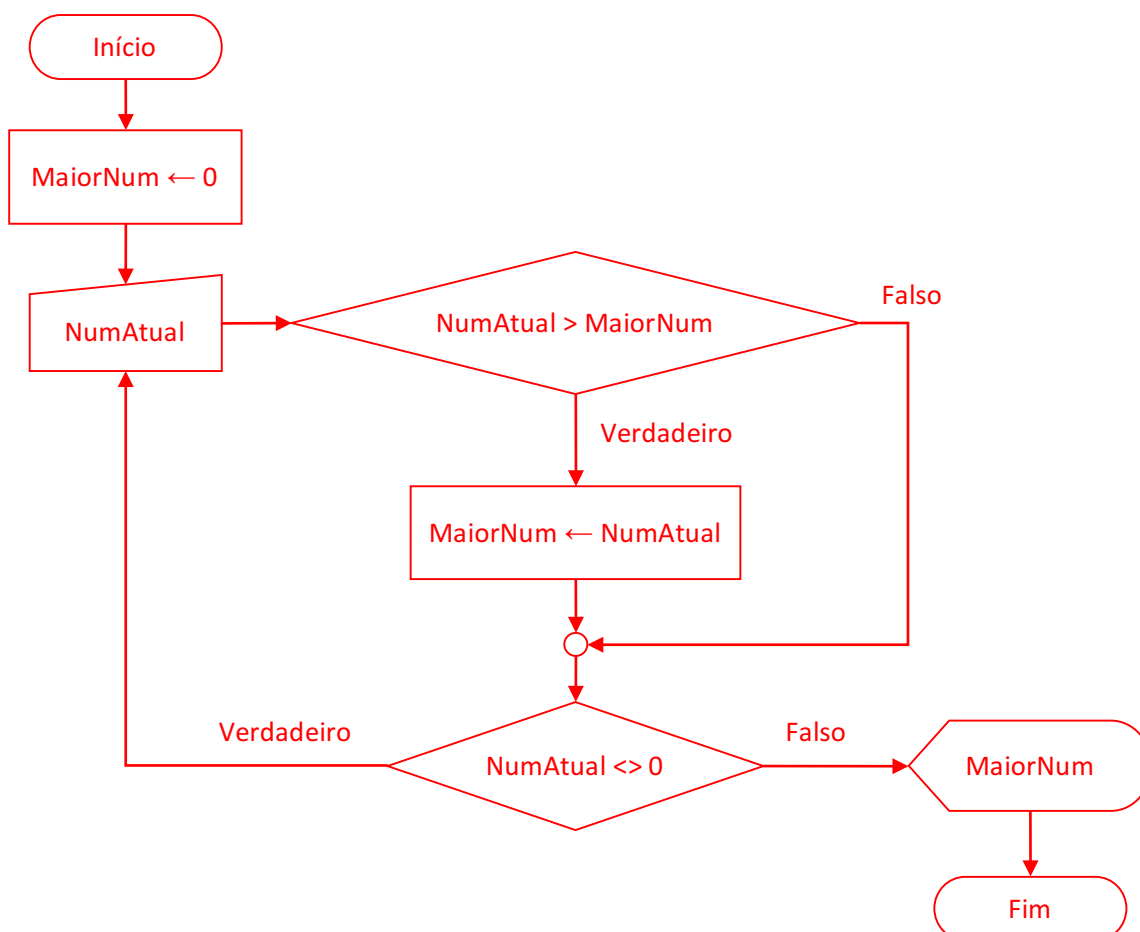 Início
MaiorNum ← 0
NumAtual
NumAtual > MaiorNum
Falso
Verdadeiro
MaiorNum ← NumAtual
Verdadeiro
NumAtual <> 0
Falso
MaiorNum
Fim